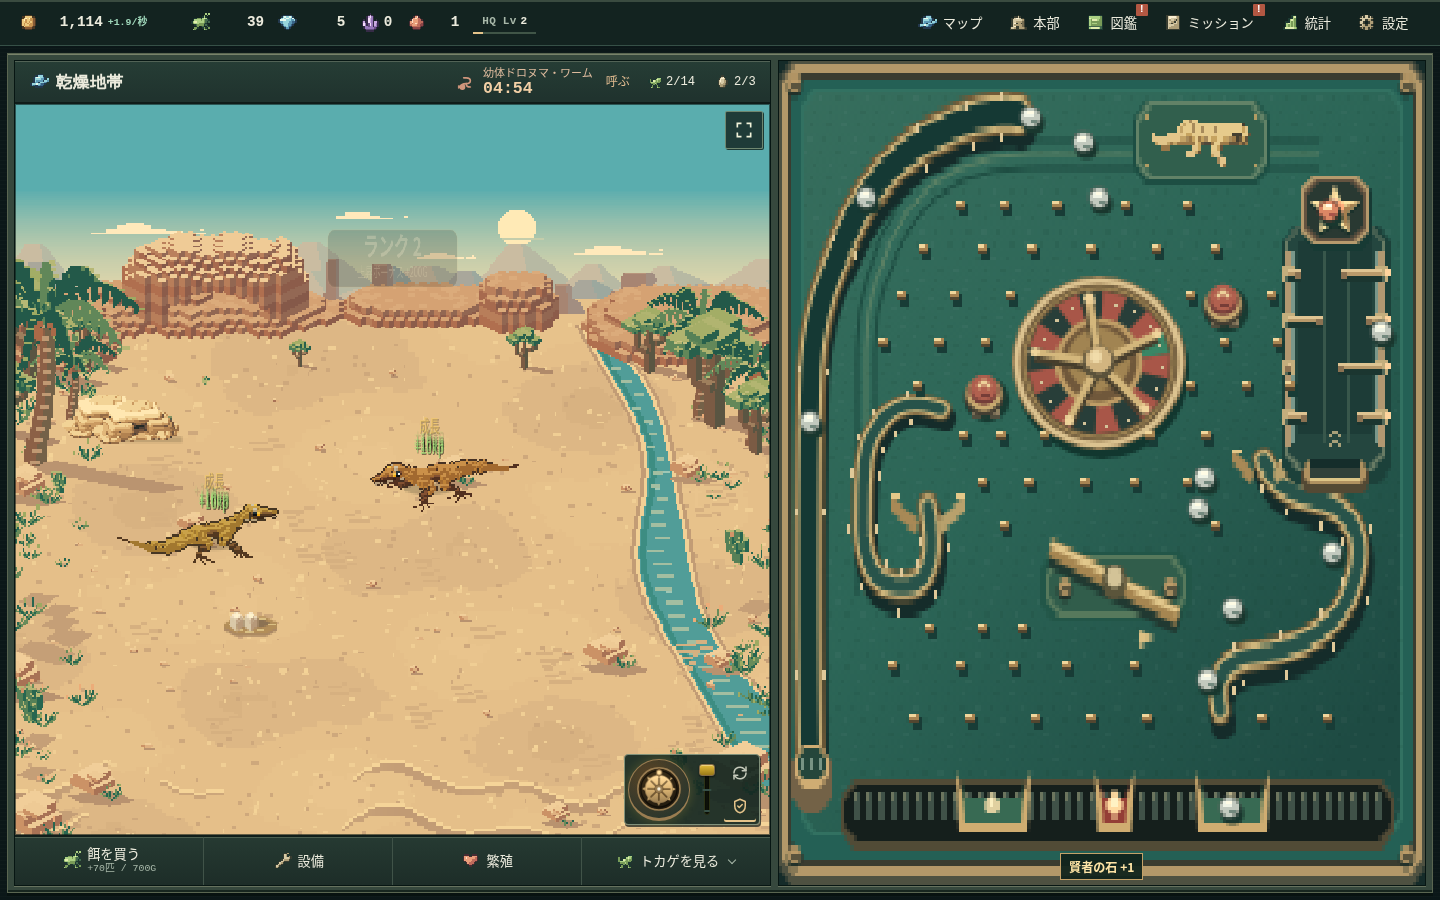 1,114 +1.9/秒
39
5
0
1
HQ Lv 2
マップ
本部
図鑑
!
ミッション
!
統計
設定
乾燥地帯
幼体ドロヌマ・ワーム
04:54
呼ぶ
2/14
2/3
ランク 2
成長
成長
餌を買う
+70匹 / 700G
設備
繁殖
トカゲを見る
賢者の石 +1